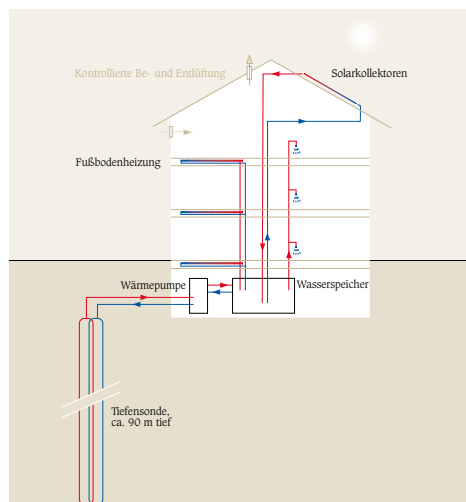 Kontrollierte Be- und Entlüftung
Solarkollektoren
Fußbodenheizung
Wärmepumpe
Wasserspeicher
Tiefensonde,
ca. 90 m tief